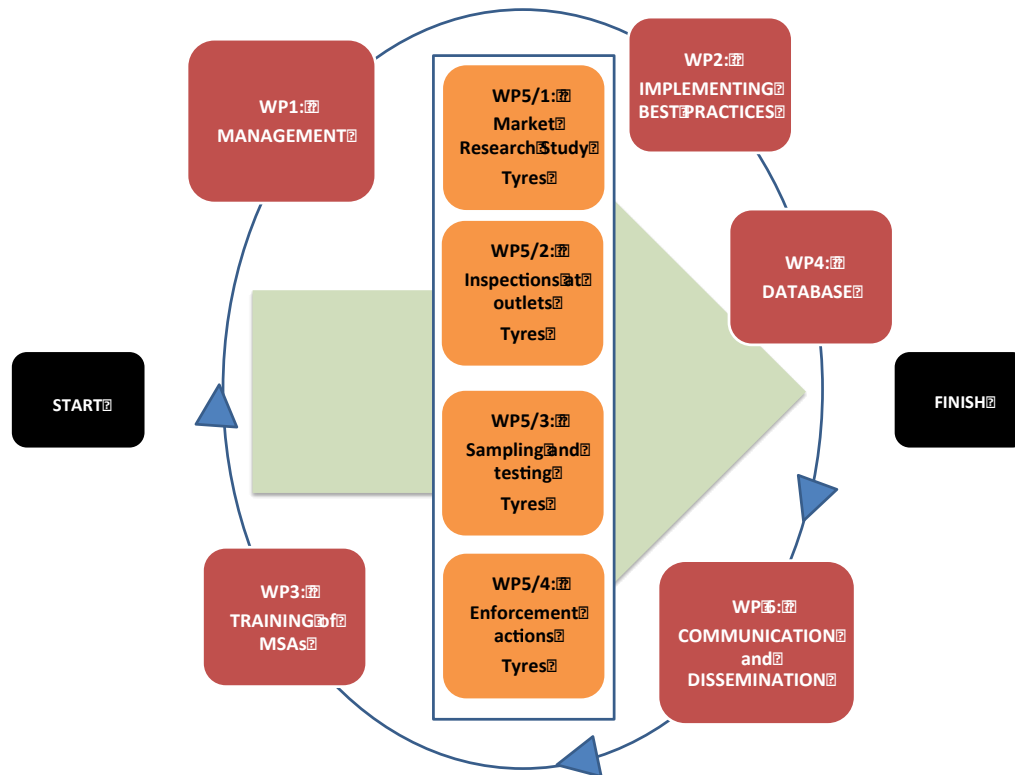 WP1:
MANAGEMENT
WP2:
IMPLEMENTING
BEST PRACTICES
WP5/1:
Market
Research Study
Tyres
WP5/2:
Inspections at
outlets
Tyres
WP4:
DATABASE
START
FINISH
WP5/3:
Sampling and
testing
Tyres
WP3:
TRAINING of
MSAs
WP5/4:
Enforcement
actions
Tyres
WP 6:
COMMUNICATION
and
DISSEMINATION